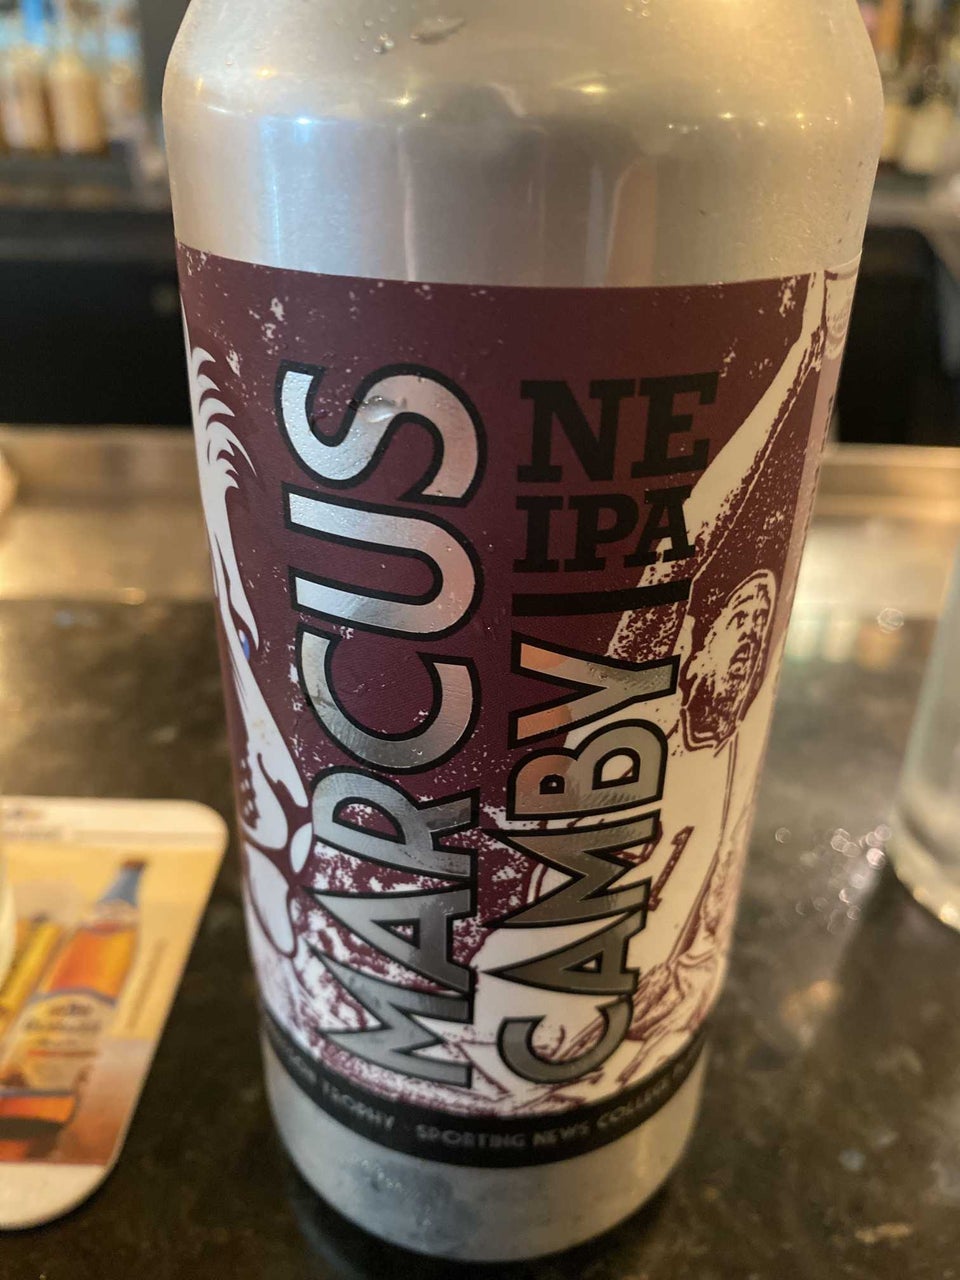 MARCUS
CAMBY
NE
IPA
TROPHY · SPORTING NEWS COLLEGE